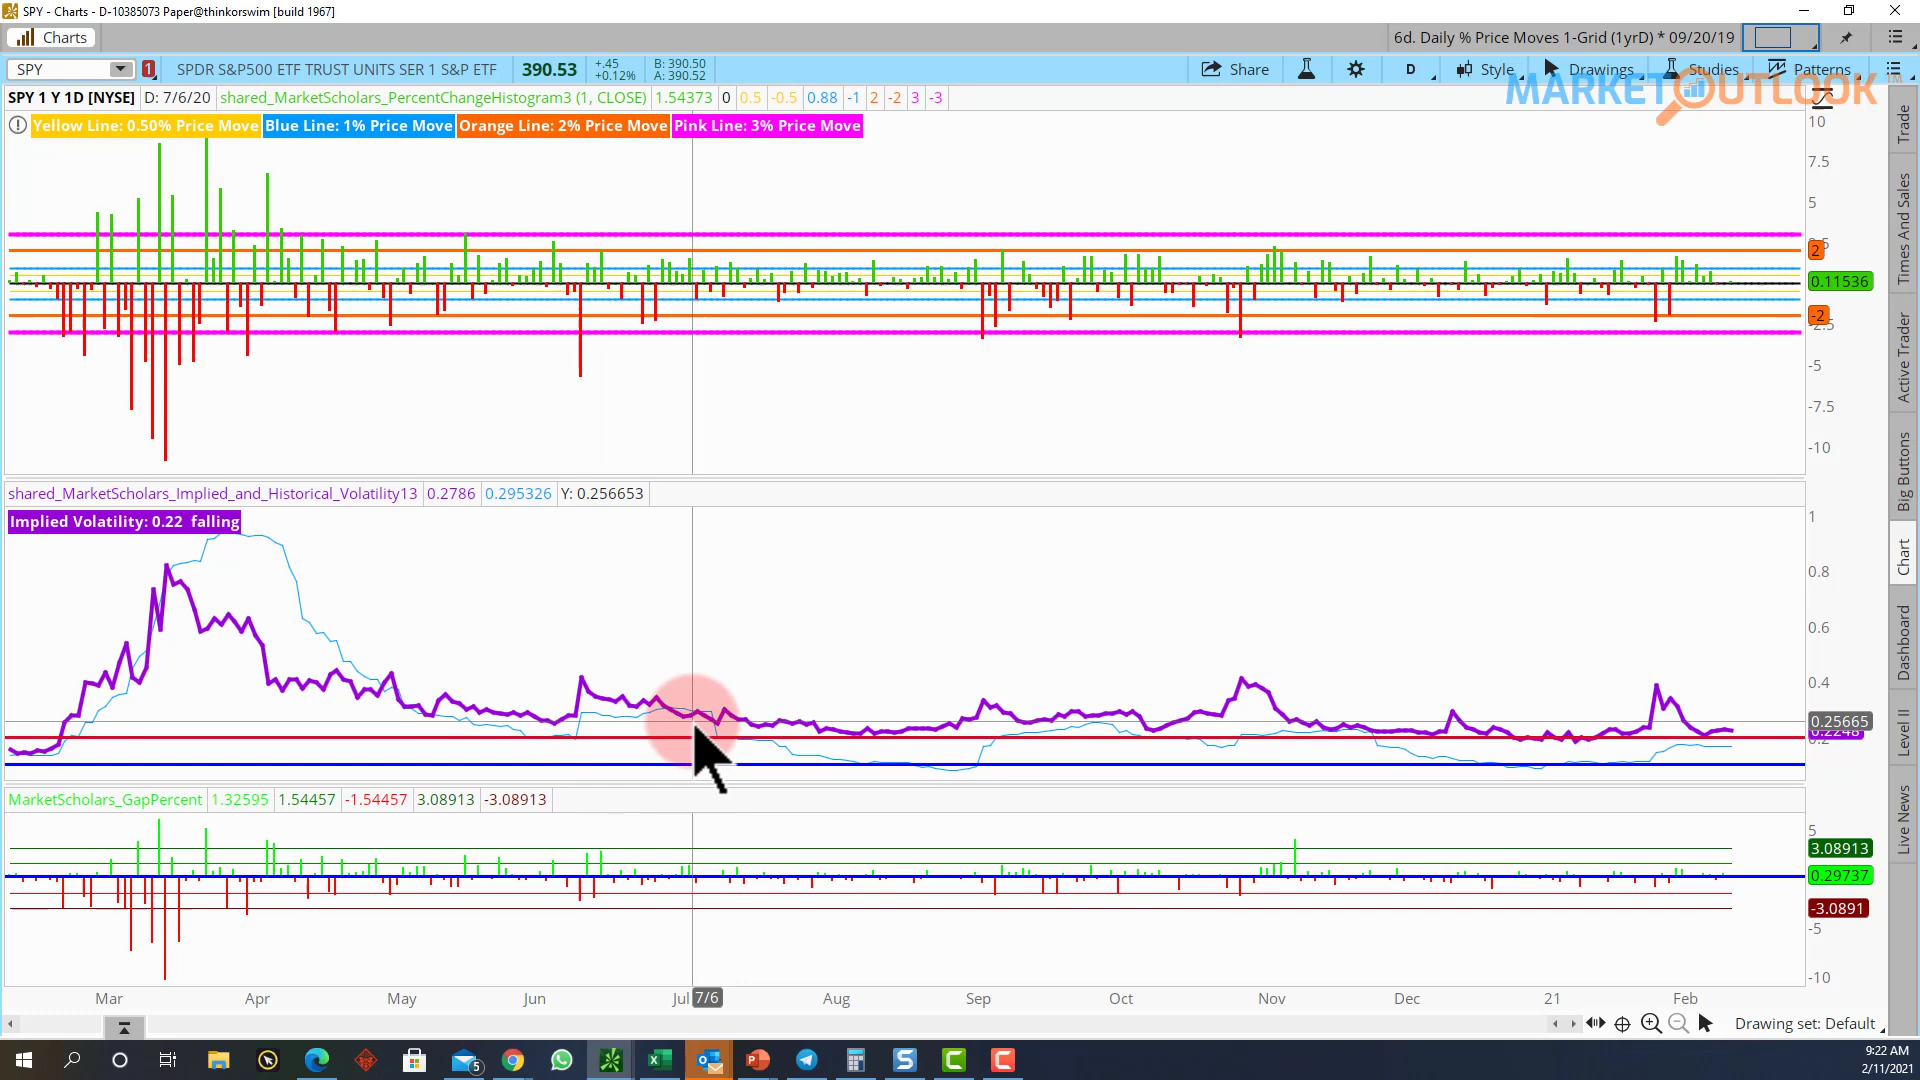 SPY - Charts - D-10385073 Paper@thinkorswim [build 1967]
Charts
6d. Daily % Price Moves 1-Grid (1yrD) * 09/20/19
SPY
1
SPDR S&P500 ETF TRUST UNITS SER 1 S&P ETF
390.53
+.45
+0.12%
B: 390.50
A: 390.52
Share
D
Style
Drawings
Studies
Patterns
MARKETOUTLOOK
SPY 1 Y 1D [NYSE]
D: 7/6/20
shared_MarketScholars_PercentChangeHistogram3 (1, CLOSE)
1.54373
0
0.5
-0.5
0.88
-1
2
-2
3
-3
Yellow Line: 0.50% Price Move
Blue Line: 1% Price Move
Orange Line: 2% Price Move
Pink Line: 3% Price Move
10
7.5
5
2
0.11536
-2
-5
-7.5
-10
shared_MarketScholars_Implied_and_Historical_Volatility13
0.2786
0.295326
Y: 0.256653
Implied Volatility: 0.22 falling
1
0.8
0.6
0.4
0.25665
0.2248
0.2
MarketScholars_GapPercent
1.32595
1.54457
-1.54457
3.08913
-3.08913
5
3.08913
0.29737
-3.0891
-5
-10
Mar
Apr
May
Jun
Jul
7/6
Aug
Sep
Oct
Nov
Dec
21
Feb
Drawing set: Default
Trade
Times And Sales
Active Trader
Big Buttons
Chart
Dashboard
Level II
Live News
5
9:22 AM
2/11/2021